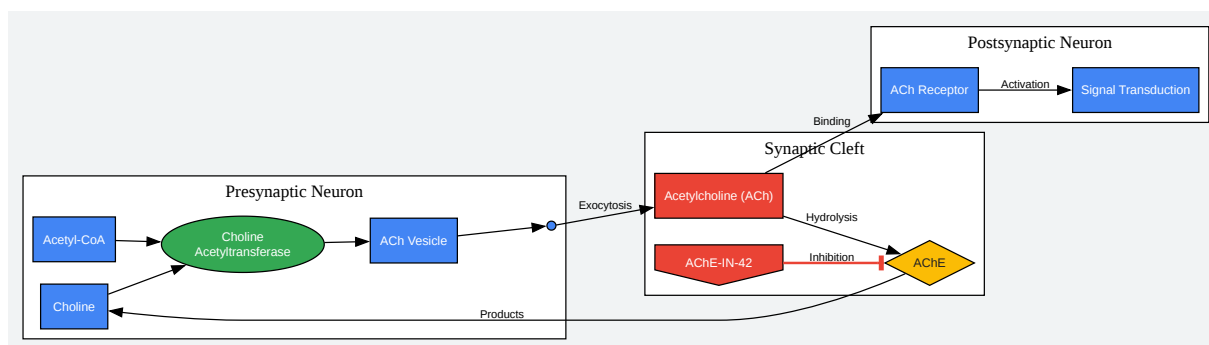 Postsynaptic Neuron
ACh Receptor
Activation
Signal Transduction
Binding
Synaptic Cleft
Acetylcholine (ACh)
Hydrolysis
AChE-IN-42
Inhibition
AChE
Exocytosis
Presynaptic Neuron
Acetyl-CoA
Choline
Acetyltransferase
ACh Vesicle
Choline
Products